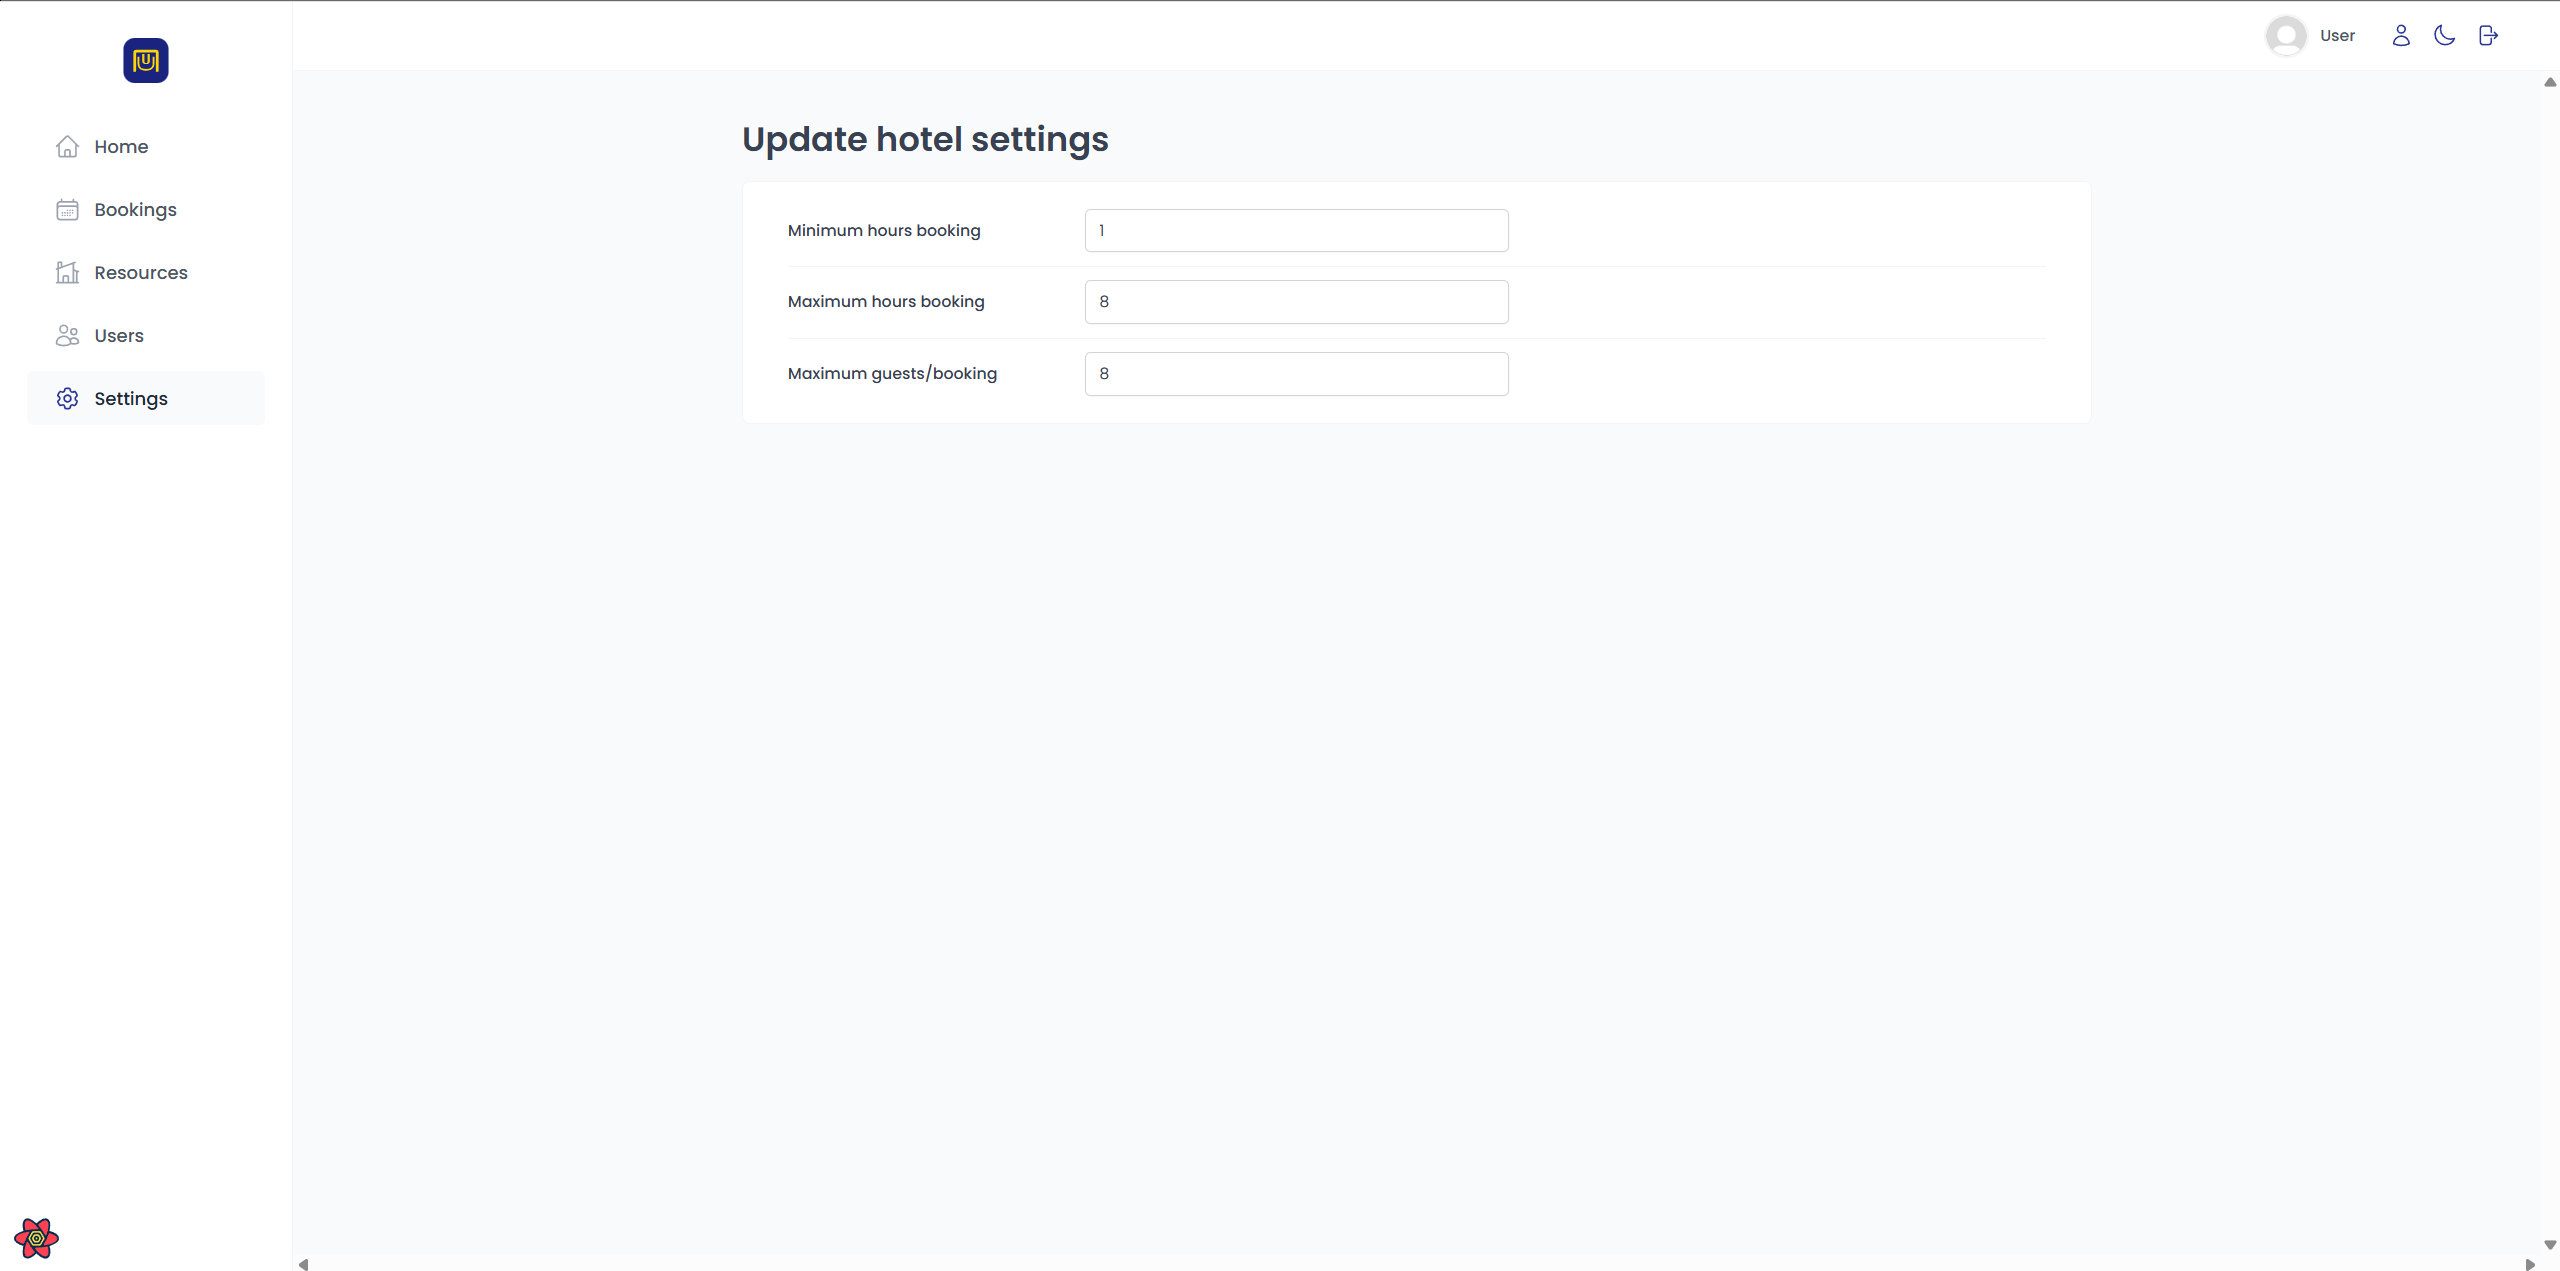 U
User
Home
Bookings
Resources
Users
Settings
Update hotel settings
Minimum hours booking
1
Maximum hours booking
8
Maximum guests/booking
8